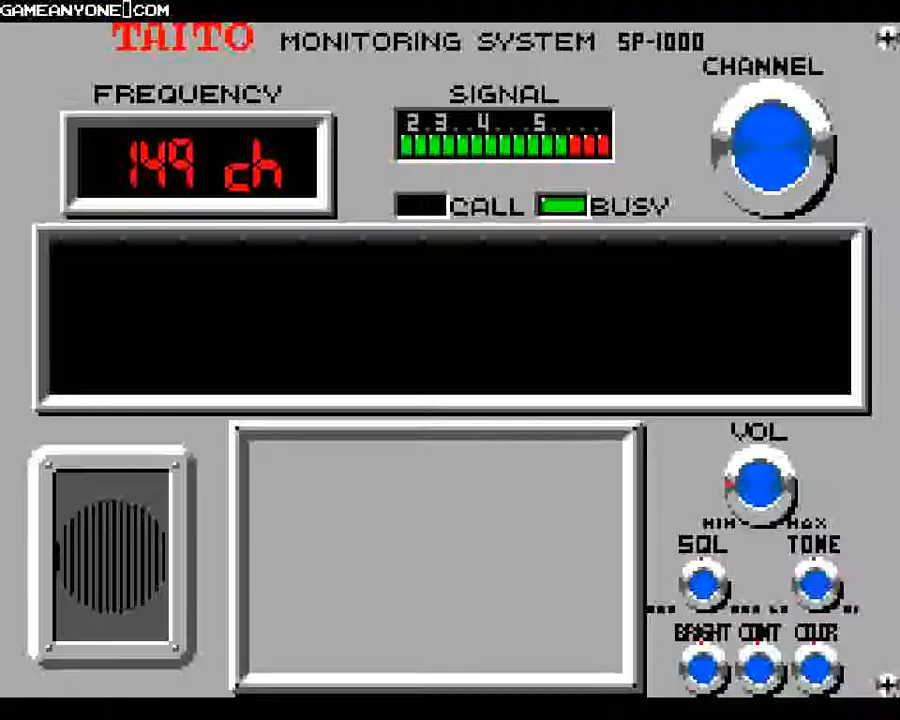 GAMEANYONE.COM
TAITO MONITORING SYSTEM SP-1000
CHANNEL
FREQUENCY
SIGNAL
2.3..4...5....
149 ch
CALL
BUSY
VOL
MIN MAX
SQL TONE
BRIGHT CONT COLOR